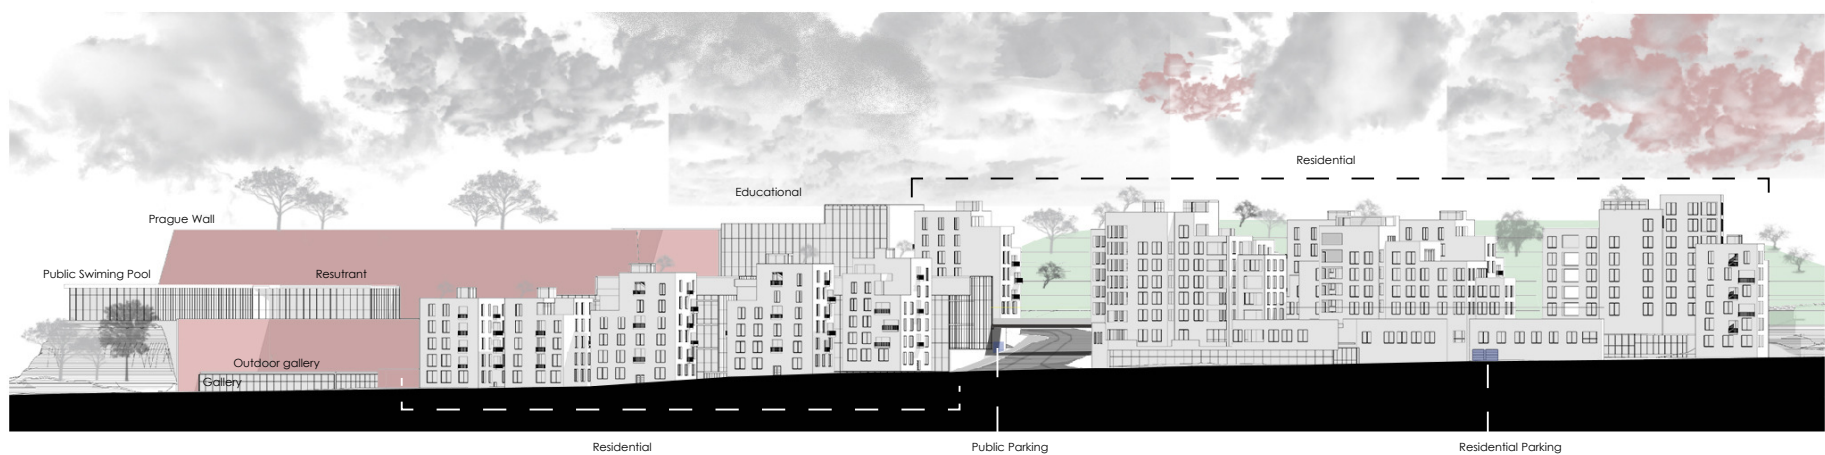 Residential
Educational
Prague Wall
Public Swiming Pool
Resutrant
Outdoor gallery
Gallery
Residential
Public Parking
Residential Parking